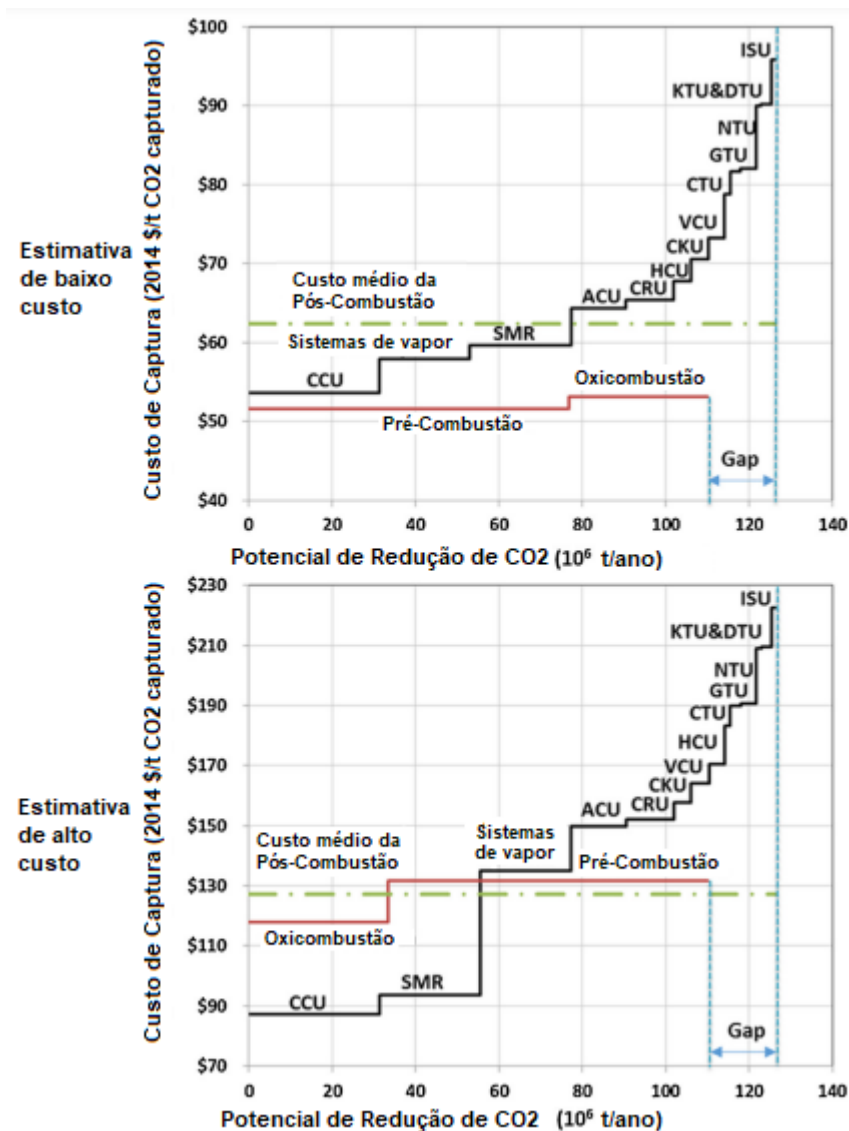 $100
$90
$80
$70
$60
$50
$40
Custo de Captura (2014 $/t CO2 capturado)
Estimativa
de baixo
custo
ISU
KTU&DTU
NTU
GTU
CTU
VCU
CKU
HCU
CRU
ACU
Custo médio da
Pós-Combustão
Sistemas de vapor
SMR
CCU
Oxicombustão
Pré-Combustão
Gap
0 20 40 60 80 100 120 140
Potencial de Redução de CO2 (10⁶ t/ano)
$230
$210
$190
$170
$150
$130
$110
$90
$70
Custo de Captura (2014 $/t CO2 capturado)
Estimativa
de alto
custo
ISU
KTU&DTU
NTU
GTU
CTU
HCU
VCU
CKU
CRU
ACU
Sistemas
de vapor
Custo médio da
Pós-Combustão
Pré-Combustão
Oxicombustão
SMR
CCU
Gap
0 20 40 60 80 100 120 140
Potencial de Redução de CO2 (10⁶ t/ano)